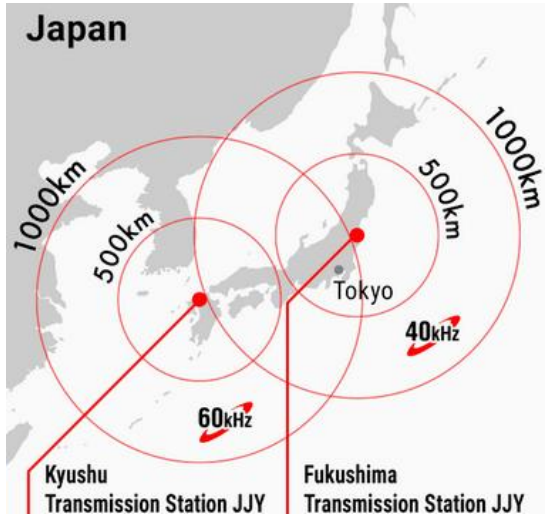 Japan
1000km
500km
1000km
500km
Tokyo
40kHz
60kHz
Kyushu
Transmission Station JJY
Fukushima
Transmission Station JJY